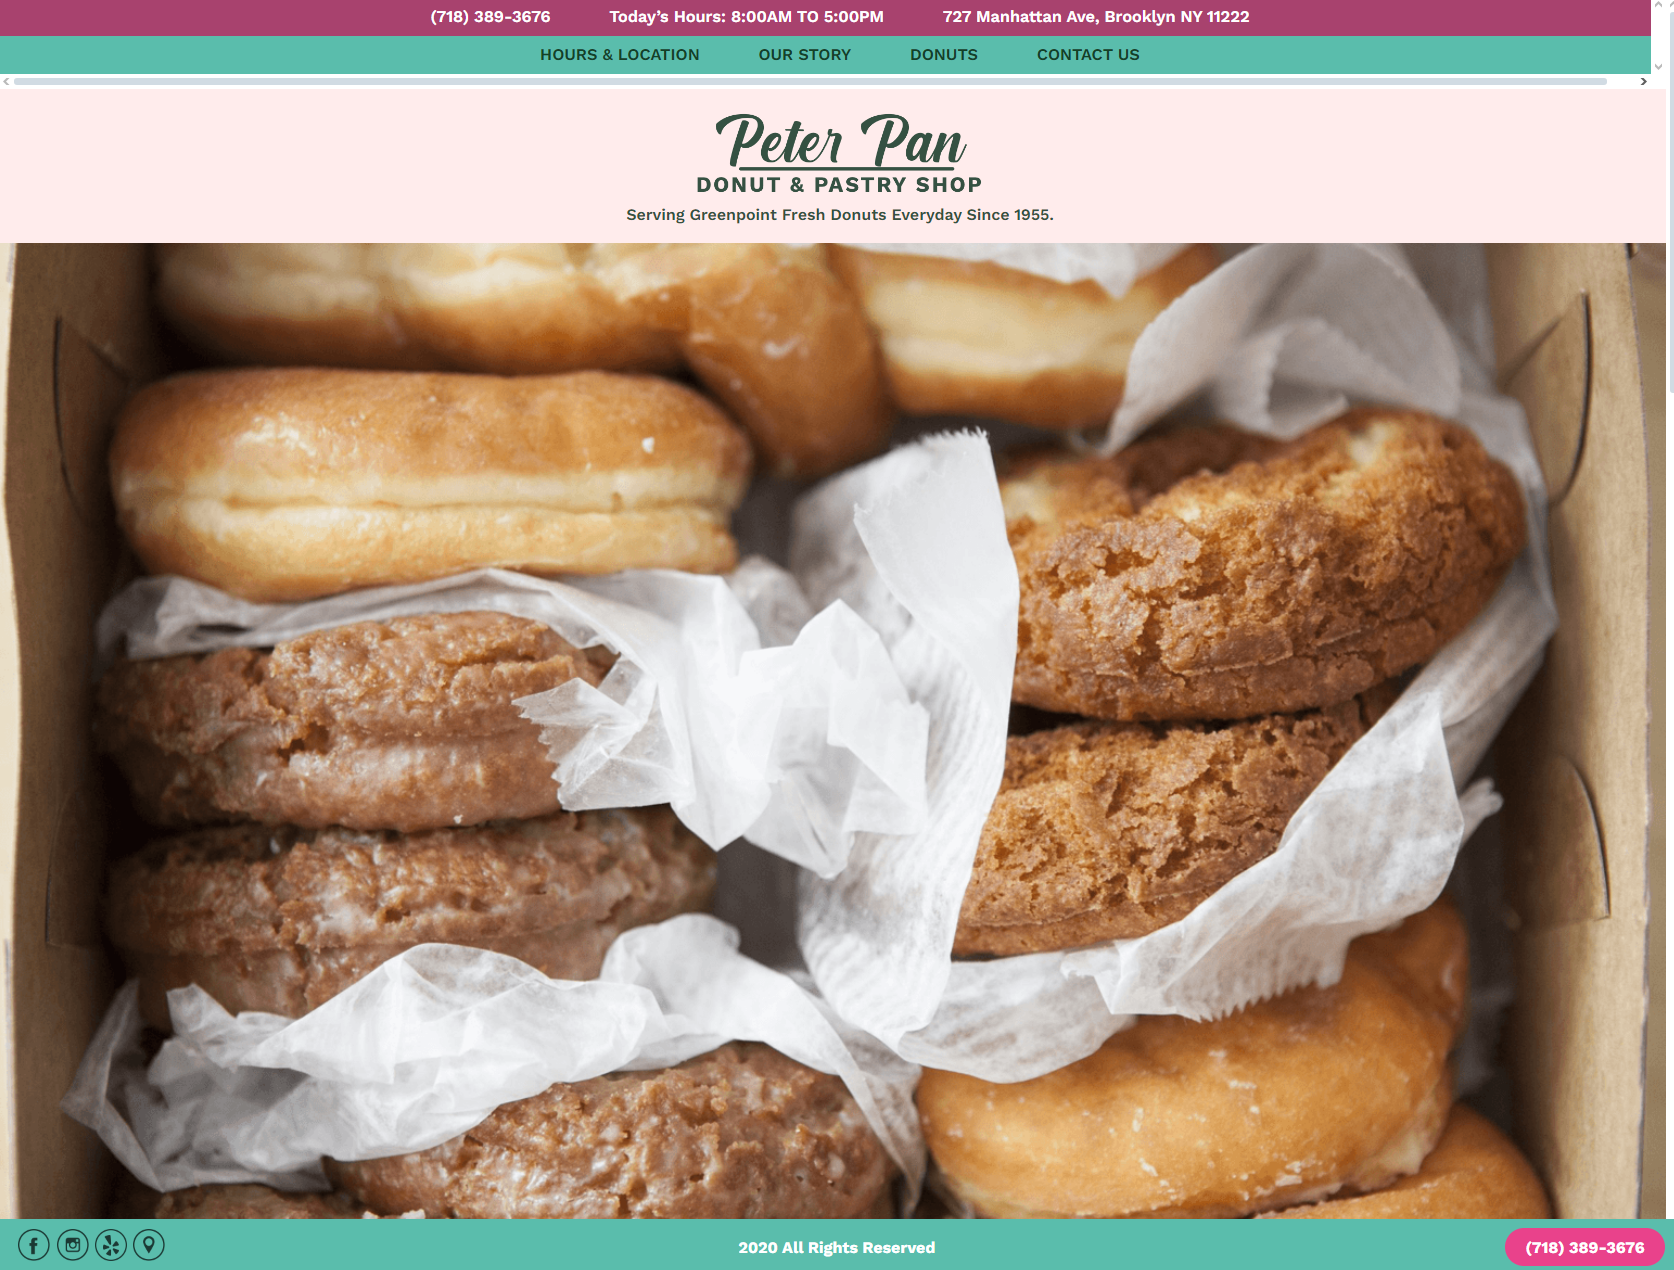 (718) 389-3676 Today's Hours: 8:00AM TO 5:00PM 727 Manhattan Ave, Brooklyn NY 11222
HOURS & LOCATION OUR STORY DONUTS CONTACT US
Peter Pan
DONUT & PASTRY SHOP
Serving Greenpoint Fresh Donuts Everyday Since 1955.
2020 All Rights Reserved (718) 389-3676